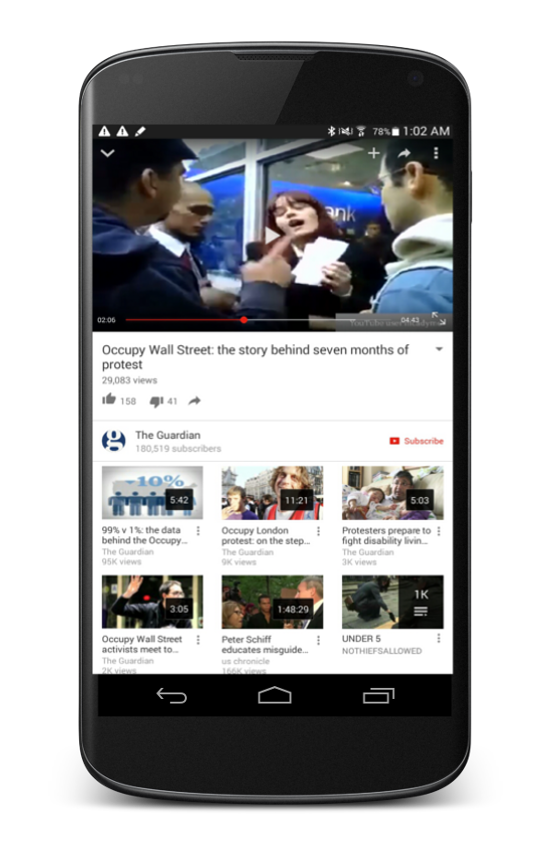 78% 1:02 AM
ank
02:06
04:43
Occupy Wall Street: the story behind seven months of
protest
29,083 views
158 41
g
The Guardian
180,519 subscribers
Subscribe
-10%
5:42
11:21
5:03
99% v 1%: the data
behind the Occupy...
The Guardian
95K views
Occupy London
protest: on the step...
The Guardian
9K views
Protesters prepare to
fight disability livin...
The Guardian
3K views
3:05
1:48:29
1K
Occupy Wall Street
activists meet to...
The Guardian
2K views
Peter Schiff
educates misguide...
us chronicle
166K views
UNDER 5
NOTHIEFSALLOWED